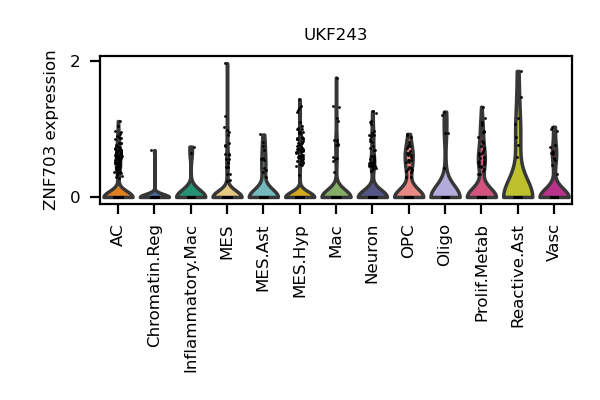 UKF243
ZNF703 expression
2
0
AC
Chromatin.Reg
Inflammatory.Mac
MES
MES.Ast
MES.Hyp
Mac
Neuron
OPC
Oligo
Prolif.Metab
Reactive.Ast
Vasc